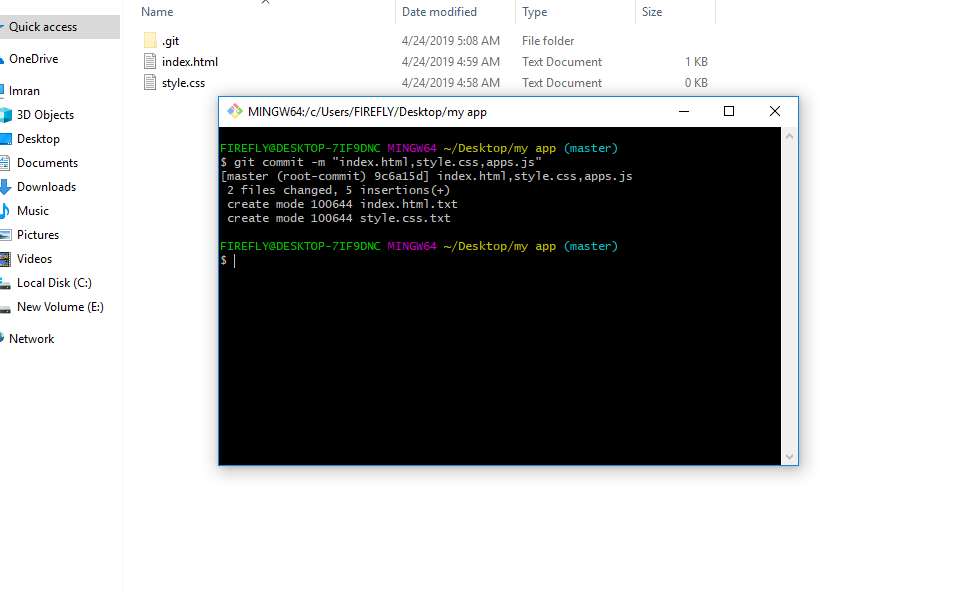 Name Date modified Type Size
Quick access
.git 4/24/2019 5:08 AM File folder
index.html 4/24/2019 4:59 AM Text Document 1 KB
style.css 4/24/2019 4:58 AM Text Document 0 KB
OneDrive
Imran
3D Objects
Desktop
Documents
Downloads
Music
Pictures
Videos
Local Disk (C:)
New Volume (E:)
Network
MINGW64:/c/Users/FIREFLY/Desktop/my app
FIREFLY@DESKTOP-7IF9DNC MINGW64 ~/Desktop/my app (master)
$ git commit -m "index.html,style.css,apps.js"
[master (root-commit) 9c6a15d] index.html,style.css,apps.js
2 files changed, 5 insertions(+)
create mode 100644 index.html.txt
create mode 100644 style.css.txt
FIREFLY@DESKTOP-7IF9DNC MINGW64 ~/Desktop/my app (master)
$